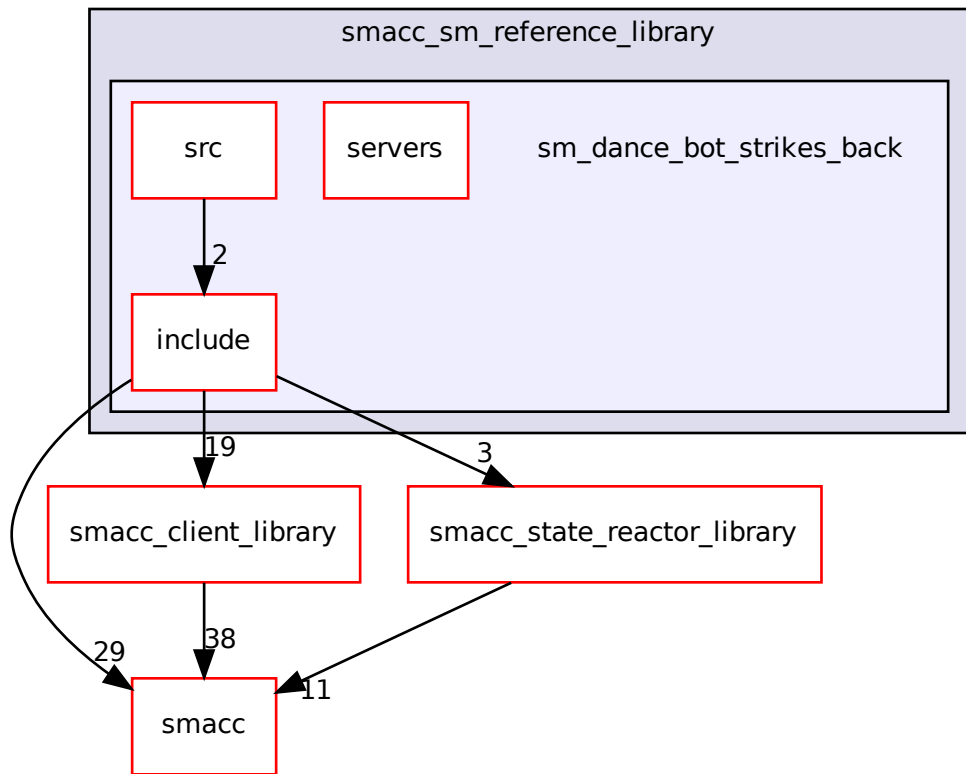 smacc_sm_reference_library
src
servers
sm_dance_bot_strikes_back
2
include
19
3
smacc_client_library
smacc_state_reactor_library
29
38
11
smacc